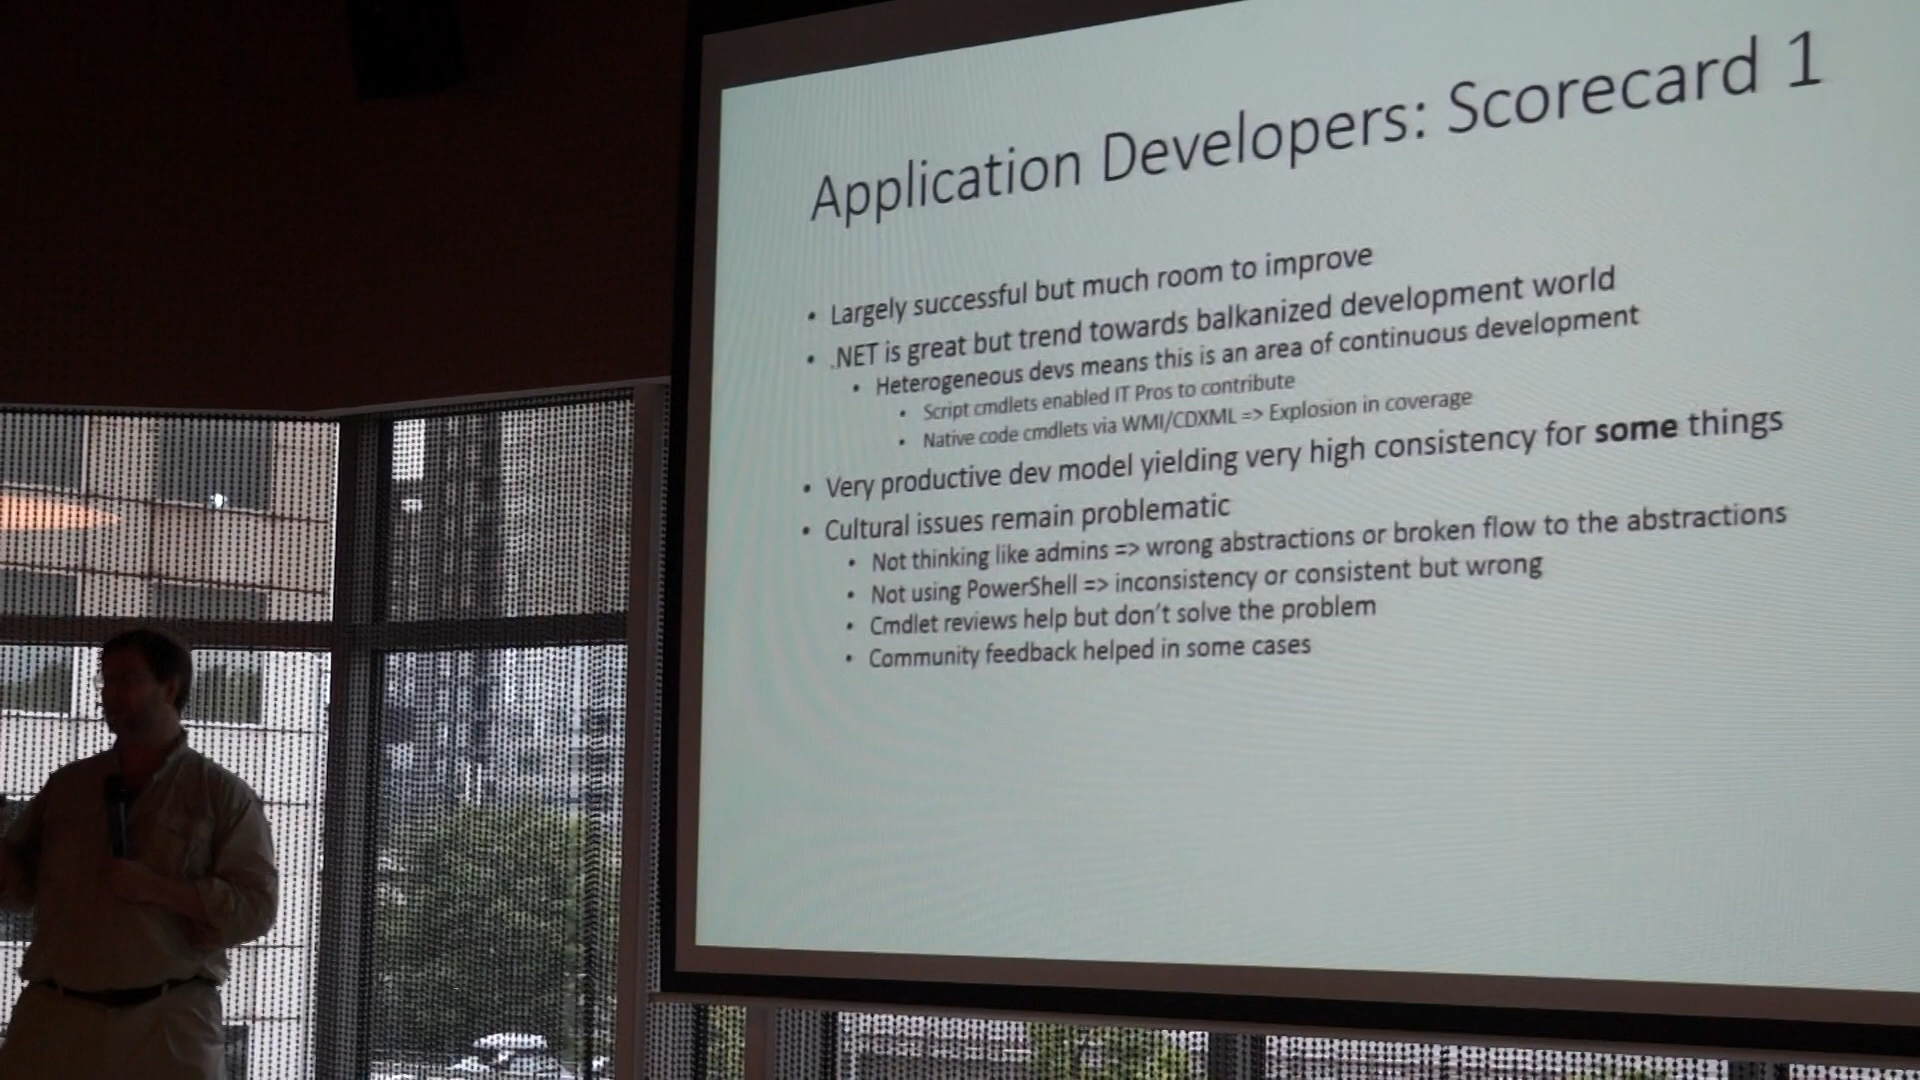 Application Developers: Scorecard 1
• Largely successful but much room to improve
• .NET is great but trend towards balkanized development world
• Heterogeneous devs means this is an area of continuous development
• Script cmdlets enabled IT Pros to contribute
• Native code cmdlets via WMI/CDXML => Explosion in coverage
• Very productive dev model yielding very high consistency for some things
• Cultural issues remain problematic
• Not thinking like admins => wrong abstractions or broken flow to the abstractions
• Not using PowerShell => inconsistency or consistent but wrong
• Cmdlet reviews help but don't solve the problem
• Community feedback helped in some cases